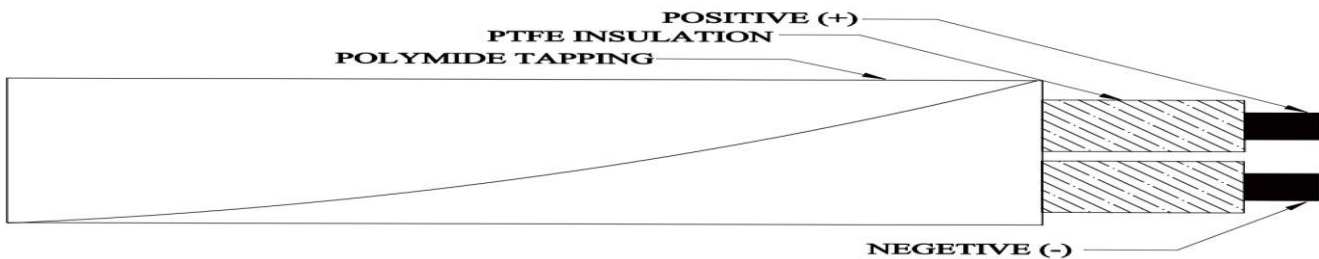 POSITIVE (+)
PTFE INSULATION
POLYMIDE TAPPING
NEGETIVE (-)